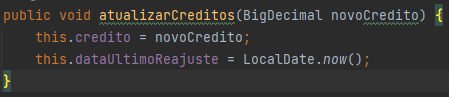 public void atualizarCreditos(BigDecimal novoCredito) {
this.credito = novoCredito;
this.dataUltimoReajuste = LocalDate.now();
}